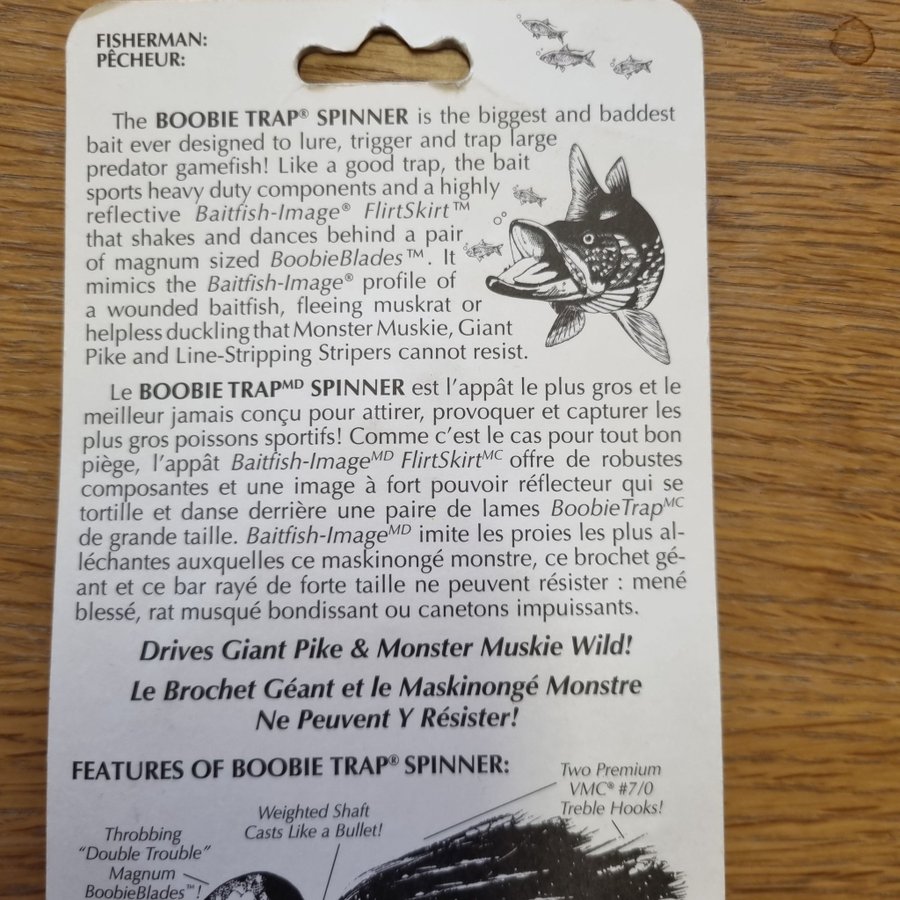 FISHERMAN:
PÊCHEUR:
The BOOBIE TRAP® SPINNER is the biggest and baddest
bait ever designed to lure, trigger and trap large
predator gamefish! Like a good trap, the bait
sports heavy duty components and a highly
reflective Baitfish-Image® FlirtSkirt™
that shakes and dances behind a pair
of magnum sized BoobieBlades™. It
mimics the Baitfish-Image® profile of
a wounded baitfish, fleeing muskrat or
helpless duckling that Monster Muskie, Giant
Pike and Line-Stripping Stripers cannot resist.
Le BOOBIE TRAPMD SPINNER est l'appât le plus gros et le
meilleur jamais conçu pour attirer, provoquer et capturer les
plus gros poissons sportifs! Comme c'est le cas pour tout bon
piège, l'appât Baitfish-ImageMD FlirtSkirtMC offre de robustes
composantes et une image à fort pouvoir réflecteur qui se
tortille et danse derrière une paire de lames BoobieTrapMC
de grande taille. Baitfish-ImageMD imite les proies les plus al-
léchantes auxquelles ce maskinongé monstre, ce brochet gé-
ant et ce bar rayé de forte taille ne peuvent résister : mené
blessé, rat musqué bondissant ou canetons impuissants.
Drives Giant Pike & Monster Muskie Wild!
Le Brochet Géant et le Maskinongé Monstre
Ne Peuvent Y Résister!
FEATURES OF BOOBIE TRAP® SPINNER:
Two Premium
VMC® #7/0
Treble Hooks!
Weighted Shaft
Casts Like a Bullet!
Throbbing
"Double Trouble"
Magnum
BoobieBlades™!